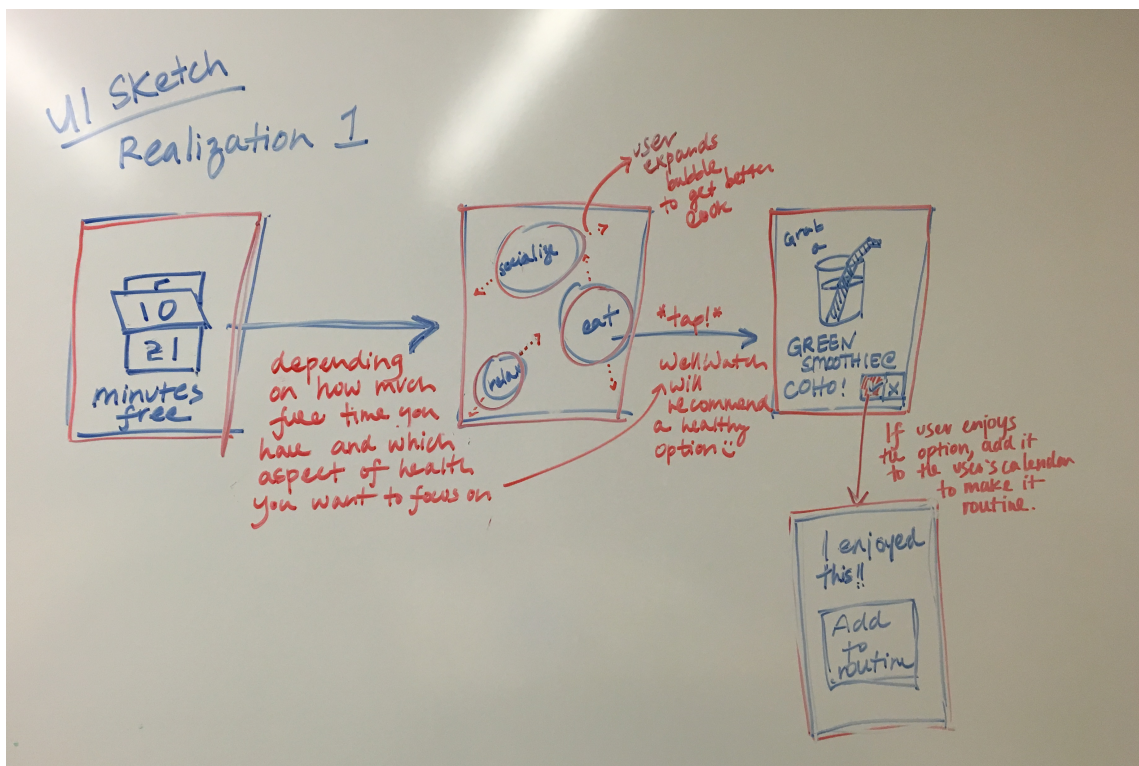 UI Sketch
Realization 1
10
21
minutes
free
depending
on how much
free time you
have and which
aspect of health
you want to focus on
socialize
eat
relax
user
expands
bubble
to get better
look
*tap!*
WellWatch
will
recommend
a healthy
option
Grab
a
GREEN
SMOOTHIE@
COHO!
x
If user enjoys
the option, add it
to the user's calendar
to make it
routine.
I enjoyed
this!!
Add
to
routine